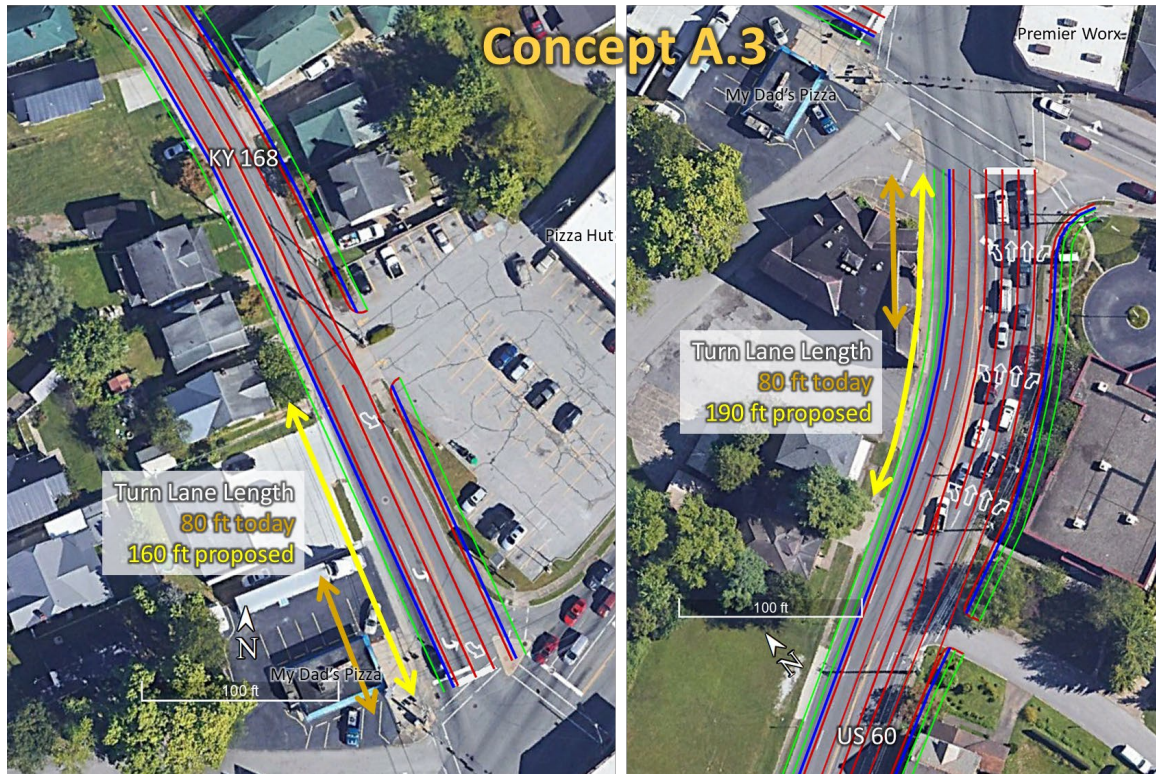 Concept A.3
KY 168
Pizza Hut
Turn Lane Length
80 ft today
160 ft proposed
N
My Dad's Pizza
100 ft
Premier Worx
My Dad's Pizza
Turn Lane Length
80 ft today
190 ft proposed
100 ft
N
US 60